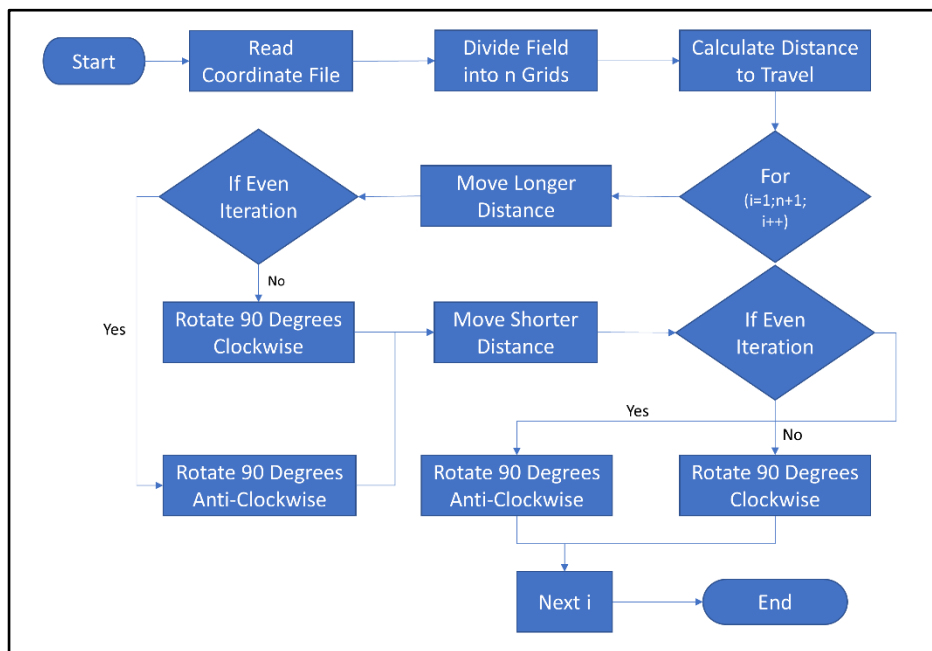 Start
Read
Coordinate File
Divide Field
into n Grids
Calculate Distance
to Travel
For
(i=1;n+1;
i++)
Move Longer
Distance
If Even
Iteration
No
Yes
Rotate 90 Degrees
Clockwise
Rotate 90 Degrees
Anti-Clockwise
Move Shorter
Distance
If Even
Iteration
Yes
No
Rotate 90 Degrees
Anti-Clockwise
Rotate 90 Degrees
Clockwise
Next i
End